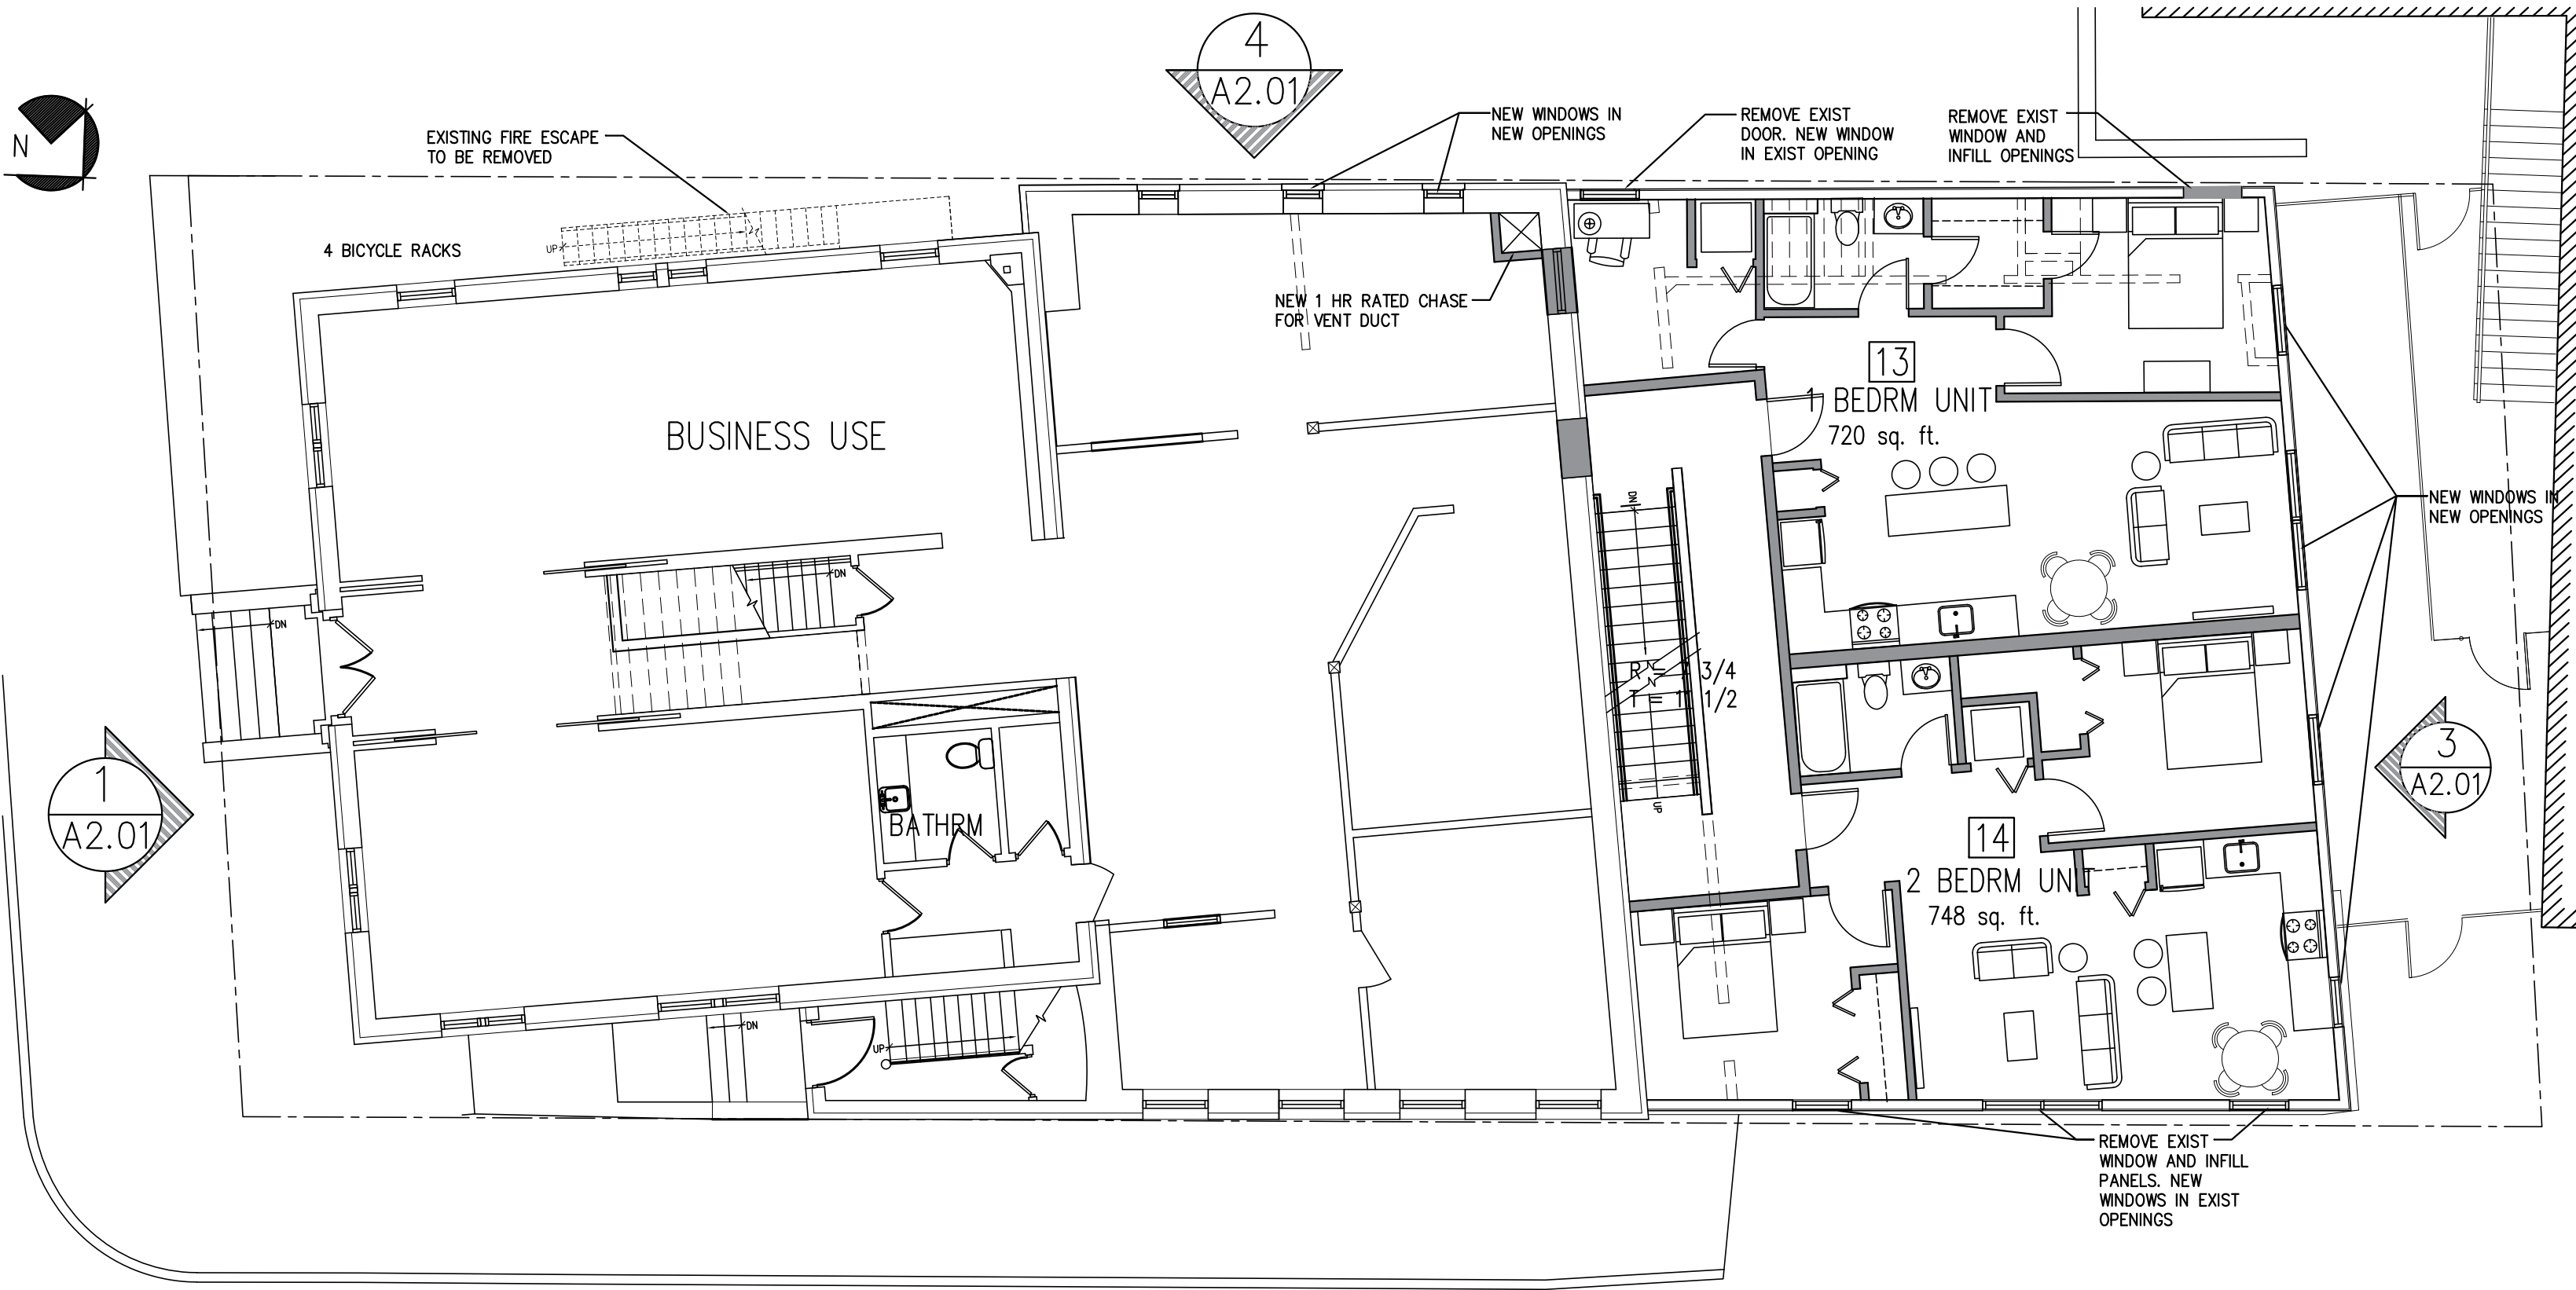 4
A2.01
N
EXISTING FIRE ESCAPE
TO BE REMOVED
NEW WINDOWS IN
NEW OPENINGS
REMOVE EXIST
DOOR. NEW WINDOW
IN EXIST OPENING
REMOVE EXIST
WINDOW AND
INFILL OPENINGS
4 BICYCLE RACKS
UP
NEW 1 HR RATED CHASE
FOR VENT DUCT
BUSINESS USE
13
1 BEDRM UNIT
720 sq. ft.
NEW WINDOWS IN
NEW OPENINGS
DN
DN
DN
3/4
1/2
UP
1
A2.01
BATHRM
14
2 BEDRM UNIT
748 sq. ft.
3
A2.01
DN
UP
REMOVE EXIST
WINDOW AND INFILL
PANELS. NEW
WINDOWS IN EXIST
OPENINGS